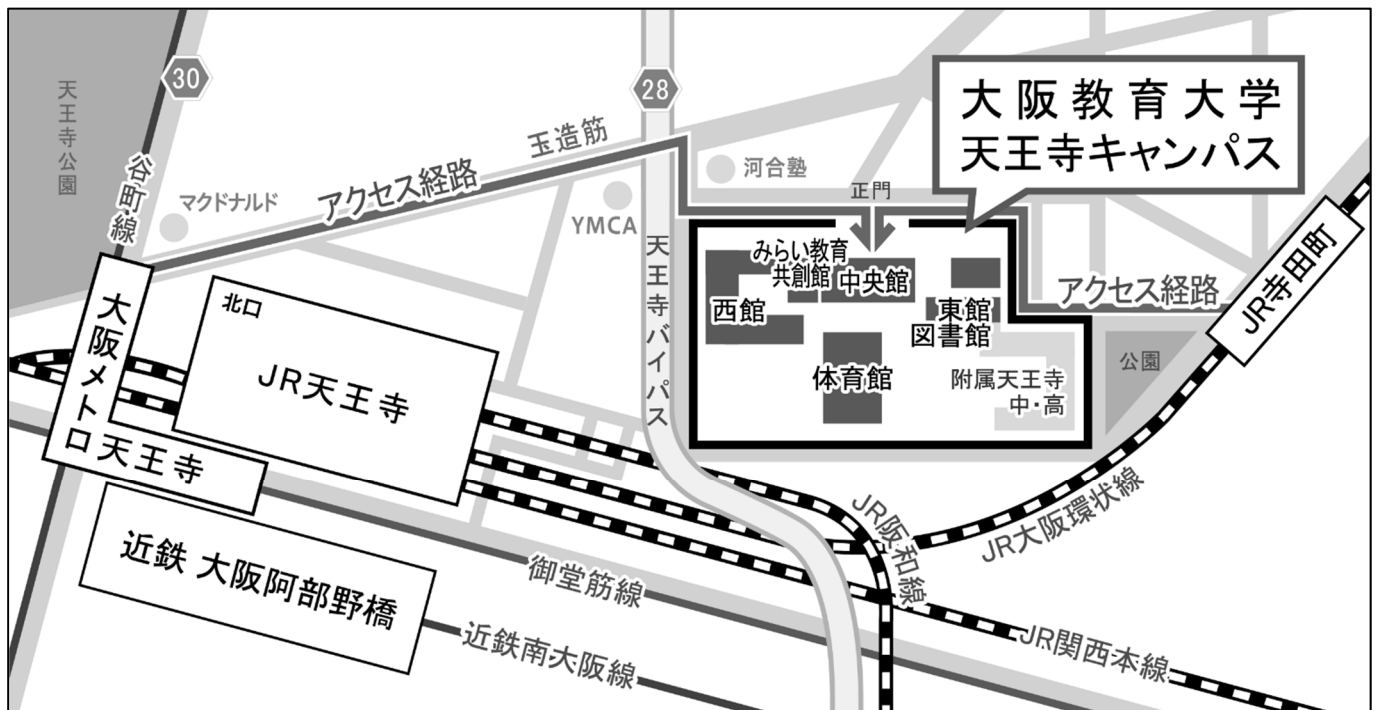 30
28
天王寺公園
谷町線
マクドナルド
アクセス経路
玉造筋
YMCA
河合塾
大阪教育大学
天王寺キャンパス
正門
天王寺バイパス
みらい教育
共創館
中央館
西館
東館
図書館
体育館
附属天王寺
中・高
アクセス経路
公園
JR寺田町
大阪メトロ天王寺
北口
JR天王寺
近鉄 大阪阿部野橋
御堂筋線
近鉄南大阪線
JR阪和線
JR大阪環状線
JR関西本線